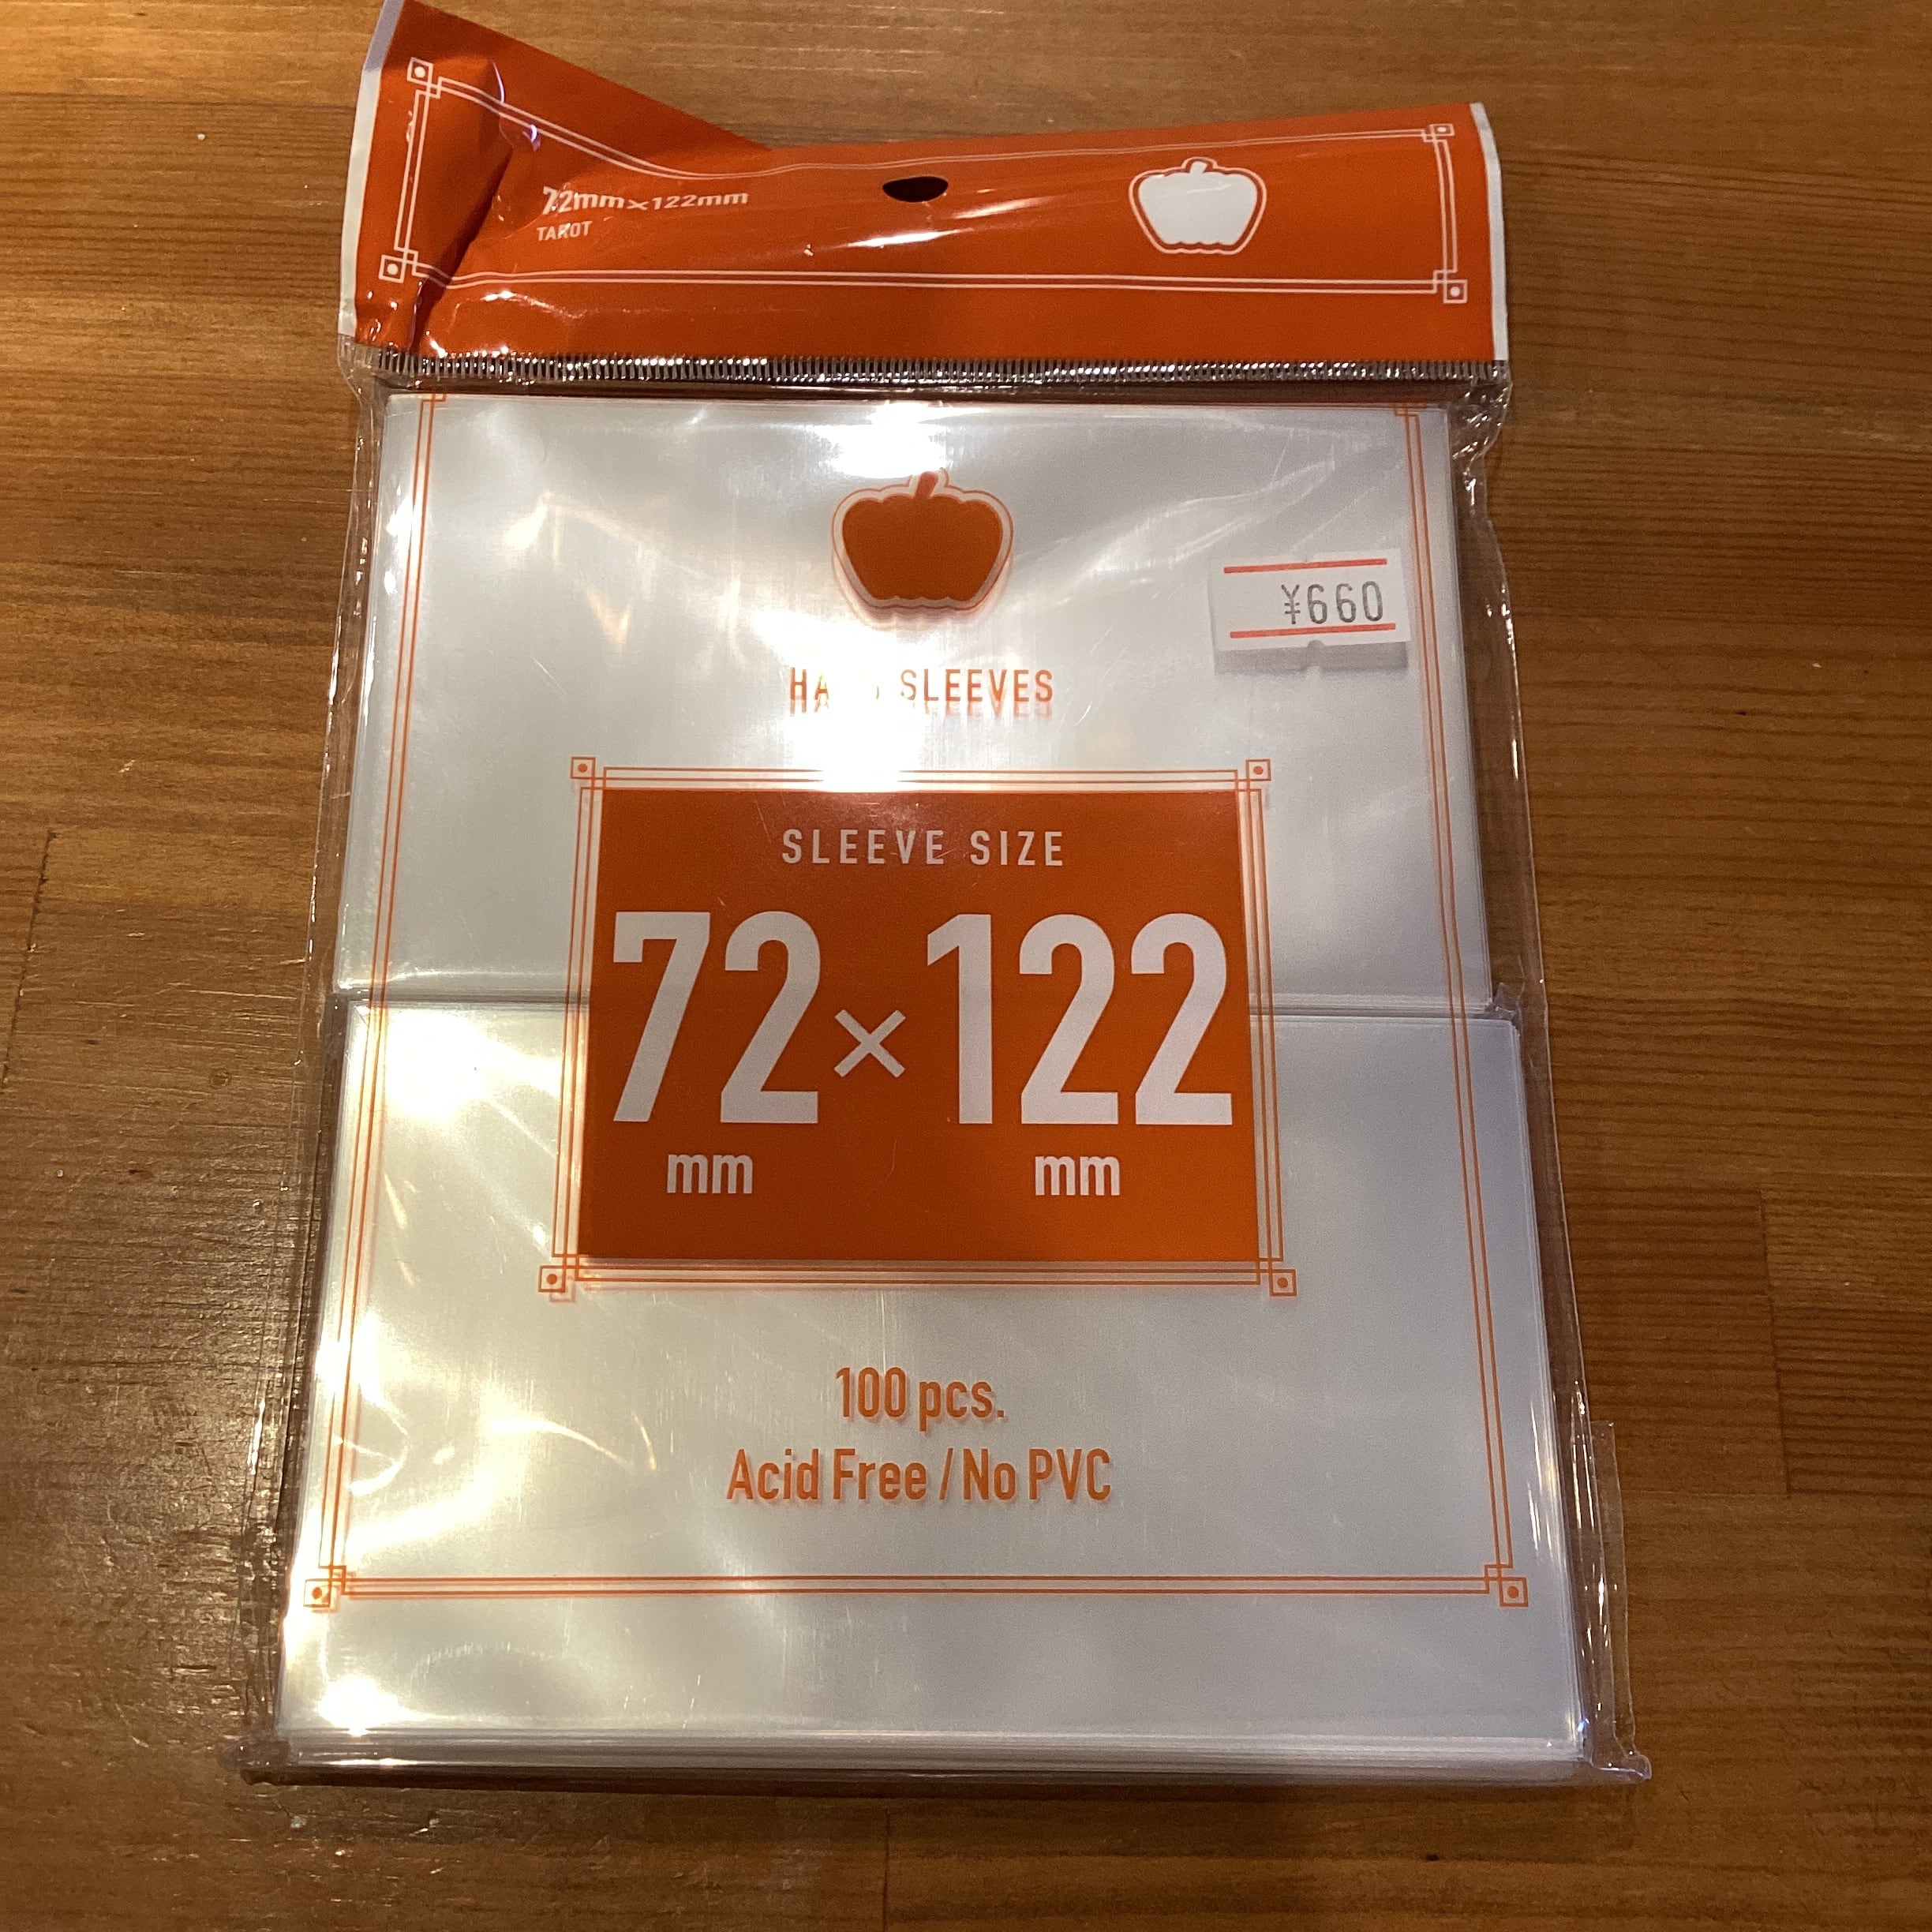 72mm×122mm
TAROT
¥660
SLEEVES
SLEEVE SIZE
72×122
mm mm
100 pcs.
Acid Free / No PVC